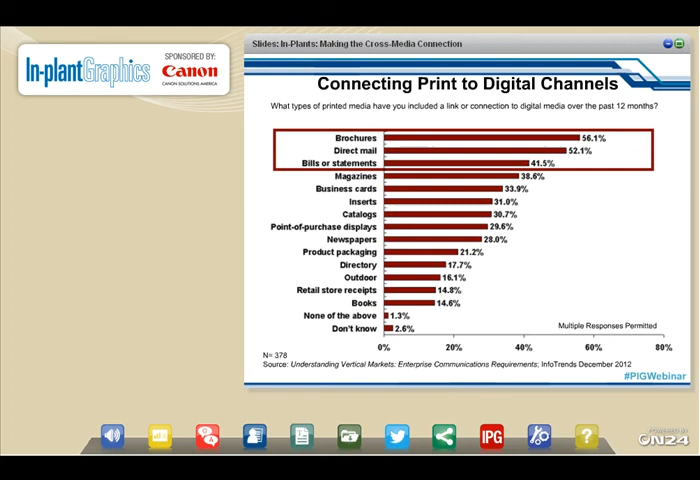 Slides: In-Plants: Making the Cross-Media Connection
In-plantGraphics
SPONSORED BY:
Canon
CANON SOLUTIONS AMERICA
Connecting Print to Digital Channels
What types of printed media have you included a link or connection to digital media over the past 12 months?
Brochures 56.1%
Direct mail 52.1%
Bills or statements 41.5%
Magazines 38.6%
Business cards 33.9%
Inserts 31.0%
Catalogs 30.7%
Point-of-purchase displays 29.6%
Newspapers 28.0%
Product packaging 21.2%
Directory 17.7%
Outdoor 16.1%
Retail store receipts 14.8%
Books 14.6%
None of the above 1.3%
Don't know 2.6%
Multiple Responses Permitted
0% 20% 40% 60% 80%
N= 378
Source: Understanding Vertical Markets: Enterprise Communications Requirements; InfoTrends December 2012
#PIGWebinar
Q A
IPG
?
POWERED BY
ON24